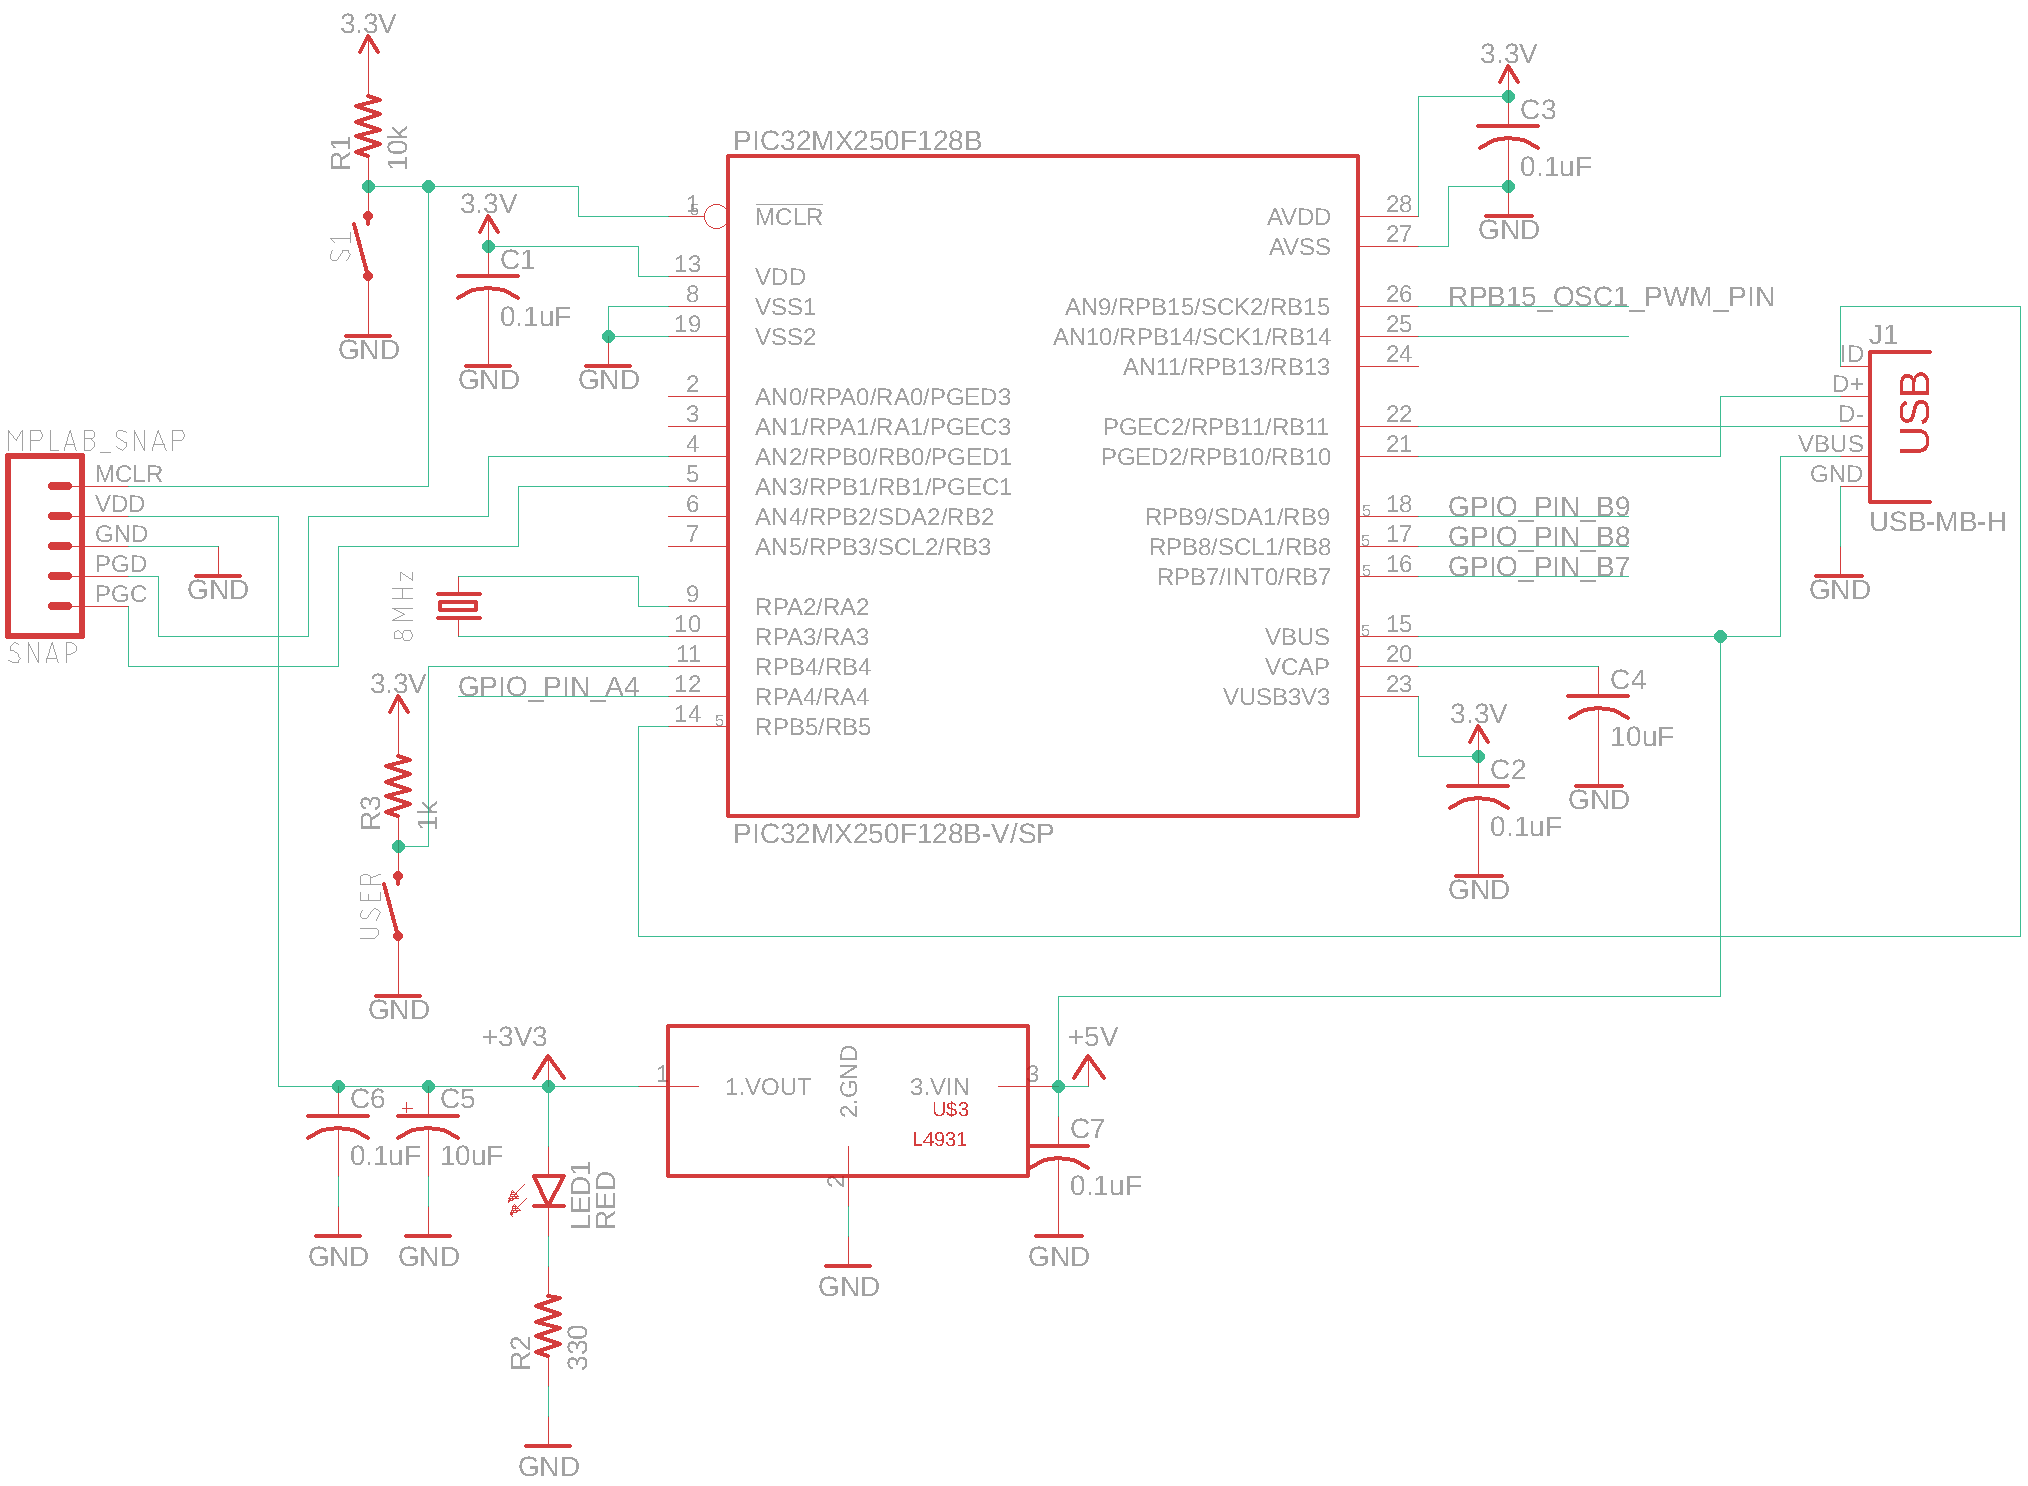 3.3V
R1
10k
S1
GND
3.3V
C1
0.1uF
GND
GND
PIC32MX250F128B
1
5
MCLR
13
VDD
8
VSS1
19
VSS2
2
AN0/RPA0/RA0/PGED3
3
AN1/RPA1/RA1/PGEC3
4
AN2/RPB0/RB0/PGED1
5
AN3/RPB1/RB1/PGEC1
6
AN4/RPB2/SDA2/RB2
7
AN5/RPB3/SCL2/RB3
9
RPA2/RA2
10
RPA3/RA3
11
RPB4/RB4
12
RPA4/RA4
14
5
RPB5/RB5
PIC32MX250F128B-V/SP
AVDD
28
AVSS
27
AN9/RPB15/SCK2/RB15
26
RPB15_OSC1_PWM_PIN
AN10/RPB14/SCK1/RB14
25
AN11/RPB13/RB13
24
PGEC2/RPB11/RB11
22
PGED2/RPB10/RB10
21
RPB9/SDA1/RB9
5
18
GPIO_PIN_B9
RPB8/SCL1/RB8
5
17
GPIO_PIN_B8
RPB7/INT0/RB7
5
16
GPIO_PIN_B7
VBUS
5
15
VCAP
20
VUSB3V3
23
3.3V
C3
0.1uF
GND
J1
ID
D+
D-
VBUS
GND
USB
USB-MB-H
GND
C4
10uF
GND
3.3V
C2
0.1uF
GND
MPLAB_SNAP
MCLR
VDD
GND
PGD
PGC
SNAP
GND
8MHz
GPIO_PIN_A4
3.3V
R3
1k
USER
GND
+3V3
C6
0.1uF
GND
+
C5
10uF
GND
LED1
RED
R2
330
GND
1
1.VOUT
2.GND
2
3.VIN
3
U$3
L4931
GND
+5V
C7
0.1uF
GND